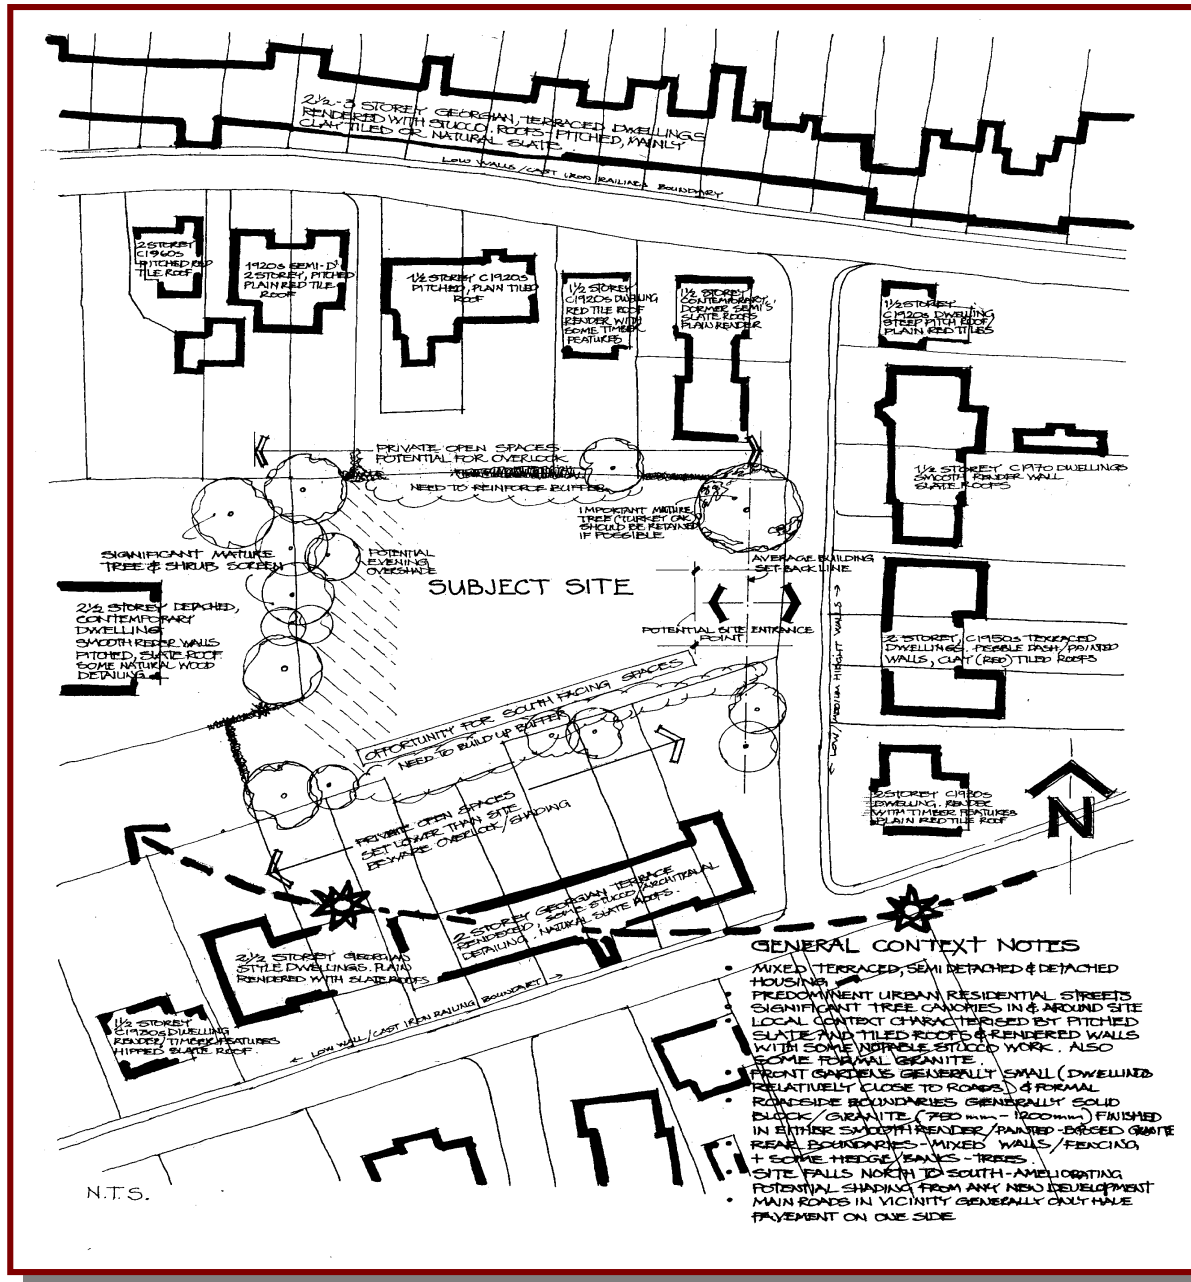 2½-3 STOREY GEORGIAN, TERRACED DWELLINGS
RENDERED WITH STUCCO. ROOFS PITCHED, MAINLY
CLAY TILED OR NATURAL SLATE.
LOW WALLS/CAST IRON RAILINGS BOUNDARY
2 STOREY
C1960s
PITCHED RED
TILE ROOF
1920s SEMI-D'
2 STOREY, PITCHED
PLAIN RED TILE
ROOF
1½ STOREY C1920s
PITCHED, PLAIN TILED
ROOF
1½ STOREY
C1920s DWELLING
RED TILE ROOF
RENDER WITH
SOME TIMBER
FEATURES
1½ STOREY
CONTEMPORARY,
DORMER SEMI'S
SLATE ROOFS
PLAIN RENDER
1½ STOREY
C1920s DWELLING
STEEP PITCH ROOF/
PLAIN RED TILES
PRIVATE OPEN SPACES
POTENTIAL FOR OVERLOOK
NEED TO REINFORCE BUFFER
1½ STOREY C1970 DWELLINGS
SMOOTH RENDER WALL
SLATE ROOFS
IMPORTANT MATURE
TREE (TURKEY OAK)
SHOULD BE RETAINED
IF POSSIBLE
SIGNIFICANT MATURE
TREE & SHRUB SCREEN
POTENTIAL
EVENING
OVERSHADE
SUBJECT SITE
AVERAGE BUILDING
SET-BACK LINE
POTENTIAL SITE ENTRANCE
POINT
2½ STOREY DETACHED,
CONTEMPORARY
DWELLING
SMOOTH REDER WALLS
PITCHED, SLATE ROOF
SOME NATURAL WOOD
DETAILING
2 STOREY, C1950s TERRACED
DWELLINGS. PEBBLE DASH/PAINTED
WALLS, CLAY (RED) TILED ROOFS
LOW/MEDIUM HEIGHT WALLS
OPPORTUNITY FOR SOUTH FACING SPACES
NEED TO BUILD UP BUFFER
2 STOREY C1930s
DWELLING. RENDER
WITH TIMBER FEATURES
PLAIN RED TILE ROOF
N
PRIVATE OPEN SPACES
SET LOWER THAN SITE
BEWARE OVERLOOK/SHADING
2 STOREY GEORGIAN TERRACE
RENDERED, SOME STUCCO/ARCHITRAVAL
DETAILING. NATURAL SLATE ROOFS.
2½ STOREY GEORGIAN
STYLE DWELLINGS. PLAIN
RENDERED WITH SLATE ROOFS
LOW WALL/CAST IRON RAILING BOUNDARY
1½ STOREY
C1930s DWELLING
RENDER/TIMBER FEATURES
HIPPED SLATE ROOF.
GENERAL CONTEXT NOTES
• MIXED TERRACED, SEMI DETACHED & DETACHED
HOUSING
• PREDOMINENT URBAN RESIDENTIAL STREETS
• SIGNIFICANT TREE CANOPIES IN & AROUND SITE
• LOCAL CONTEXT CHARACTERISED BY PITCHED
SLATE AND TILED ROOFS & RENDERED WALLS
WITH SOME NOTABLE STUCCO WORK. ALSO
SOME FORMAL GRANITE.
• FRONT GARDENS GENERALLY SMALL (DWELLINGS
RELATIVELY CLOSE TO ROADS) & FORMAL
• ROADSIDE BOUNDARIES GENERALLY SOLID
BLOCK/GRANITE (750mm-1200mm) FINISHED
IN EITHER SMOOTH RENDER/PAINTED-EXPOSED GRANITE
• REAR BOUNDARIES-MIXED WALLS/FENCING
+ SOME HEDGE/BANKS-TREES.
• SITE FALLS NORTH TO SOUTH-AMELIORATING
POTENTIAL SHADING FROM ANY NEW DEVELOPMENT
• MAIN ROADS IN VICINITY GENERALLY ONLY HAVE
PAVEMENT ON ONE SIDE
N.T.S.